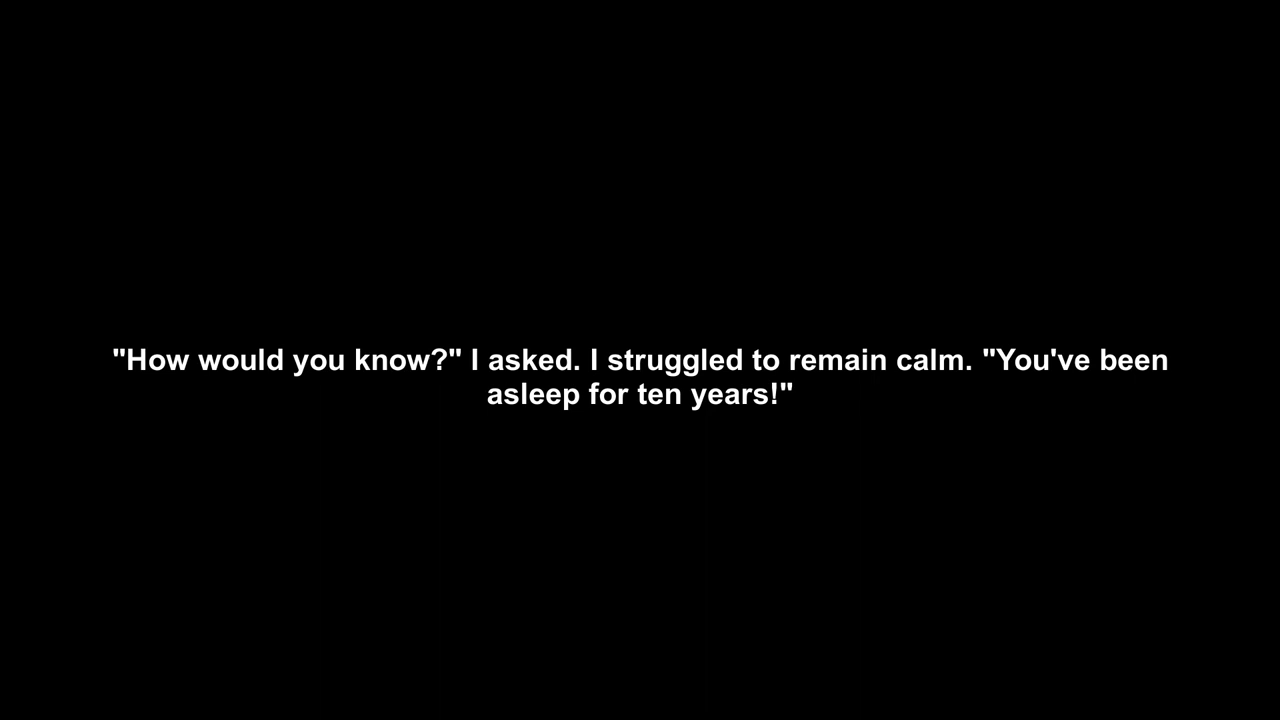 "How would you know?" I asked. I struggled to remain calm. "You've been
asleep for ten years!"